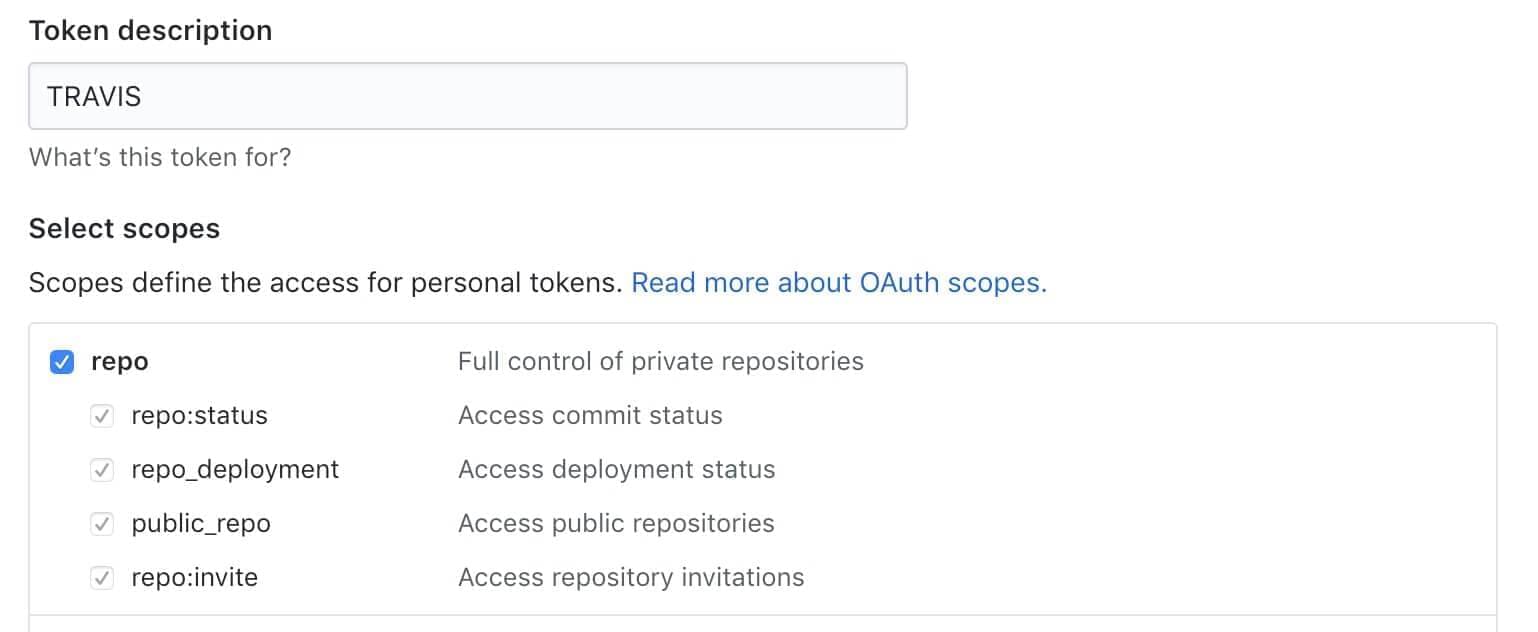 Token description
TRAVIS
What's this token for?
Select scopes
Scopes define the access for personal tokens. Read more about OAuth scopes.
repo Full control of private repositories
repo:status Access commit status
repo_deployment Access deployment status
public_repo Access public repositories
repo:invite Access repository invitations